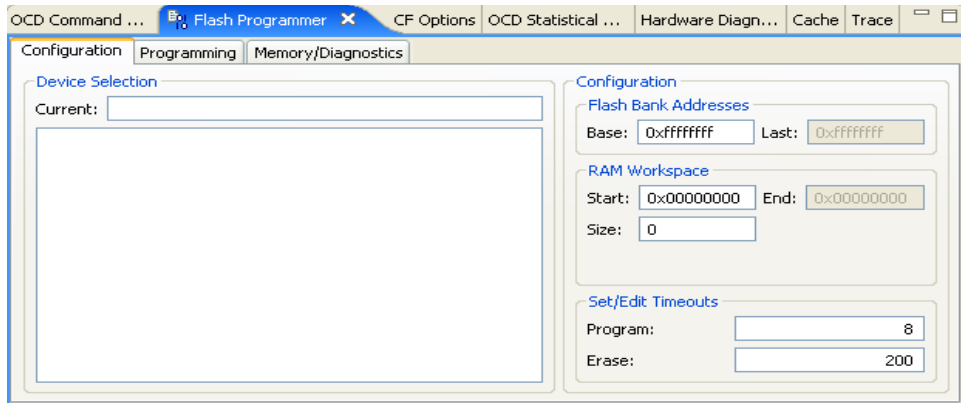 OCD Command ... Flash Programmer CF Options OCD Statistical ... Hardware Diagn... Cache Trace
Configuration Programming Memory/Diagnostics
Device Selection
Current:
Configuration
Flash Bank Addresses
Base: 0xffffffff Last: 0xffffffff
RAM Workspace
Start: 0x00000000 End: 0x00000000
Size: 0
Set/Edit Timeouts
Program: 8
Erase: 200